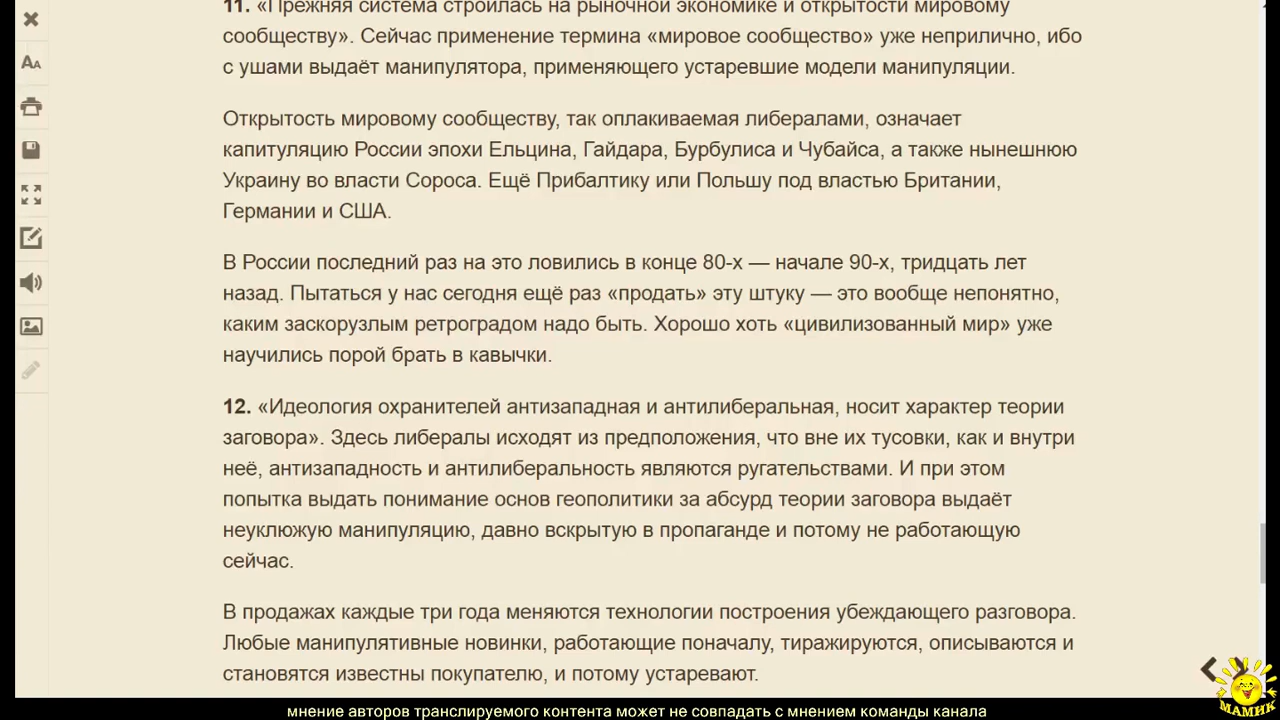 11. «Прежняя система строилась на рыночной экономике и открытости мировому
сообществу». Сейчас применение термина «мировое сообщество» уже неприлично, ибо
с ушами выдаёт манипулятора, применяющего устаревшие модели манипуляции.
Открытость мировому сообществу, так оплакиваемая либералами, означает
капитуляцию России эпохи Ельцина, Гайдара, Бурбулиса и Чубайса, а также нынешнюю
Украину во власти Сороса. Ещё Прибалтику или Польшу под властью Британии,
Германии и США.
В России последний раз на это ловились в конце 80-х — начале 90-х, тридцать лет
назад. Пытаться у нас сегодня ещё раз «продать» эту штуку — это вообще непонятно,
каким заскорузлым ретроградом надо быть. Хорошо хоть «цивилизованный мир» уже
научились порой брать в кавычки.
12. «Идеология охранителей антизападная и антилиберальная, носит характер теории
заговора». Здесь либералы исходят из предположения, что вне их тусовки, как и внутри
неё, антизападность и антилиберальность являются ругательствами. И при этом
попытка выдать понимание основ геополитики за абсурд теории заговора выдаёт
неуклюжую манипуляцию, давно вскрытую в пропаганде и потому не работающую
сейчас.
В продажах каждые три года меняются технологии построения убеждающего разговора.
Любые манипулятивные новинки, работающие поначалу, тиражируются, описываются и
становятся известны покупателю, и потому устаревают.
МАМИК
мнение авторов транслируемого контента может не совпадать с мнением команды канала